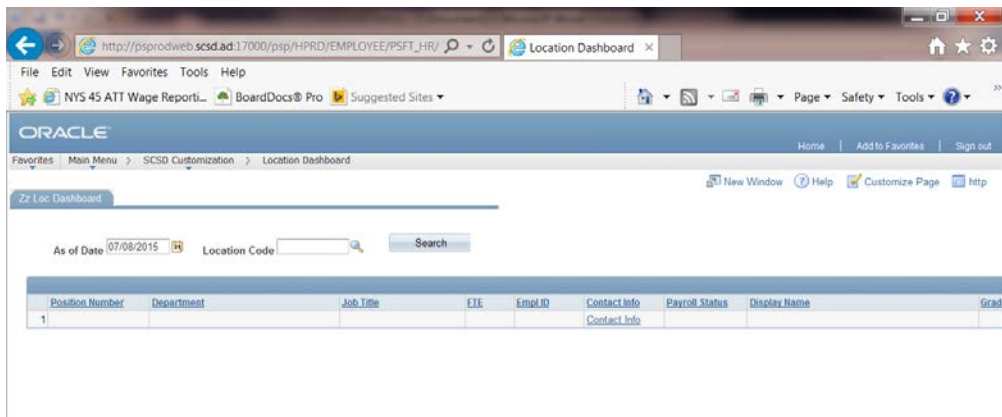 http://psprodweb.scsd.ad:17000/psp/HPRD/EMPLOYEE/PSFT_HR/ Location Dashboard ×
File Edit View Favorites Tools Help
NYS 45 ATT Wage Reporti... BoardDocs® Pro Suggested Sites Page Safety Tools
ORACLE
Home | Add to Favorites | Sign out
Favorites Main Menu > SCSD Customization > Location Dashboard
New Window Help Customize Page http
Zz Loc Dashboard
As of Date 07/08/2015 Location Code Search
Position Number Department Job Title FTE Empl ID Contact Info Payroll Status Display Name Grad
1 Contact Info